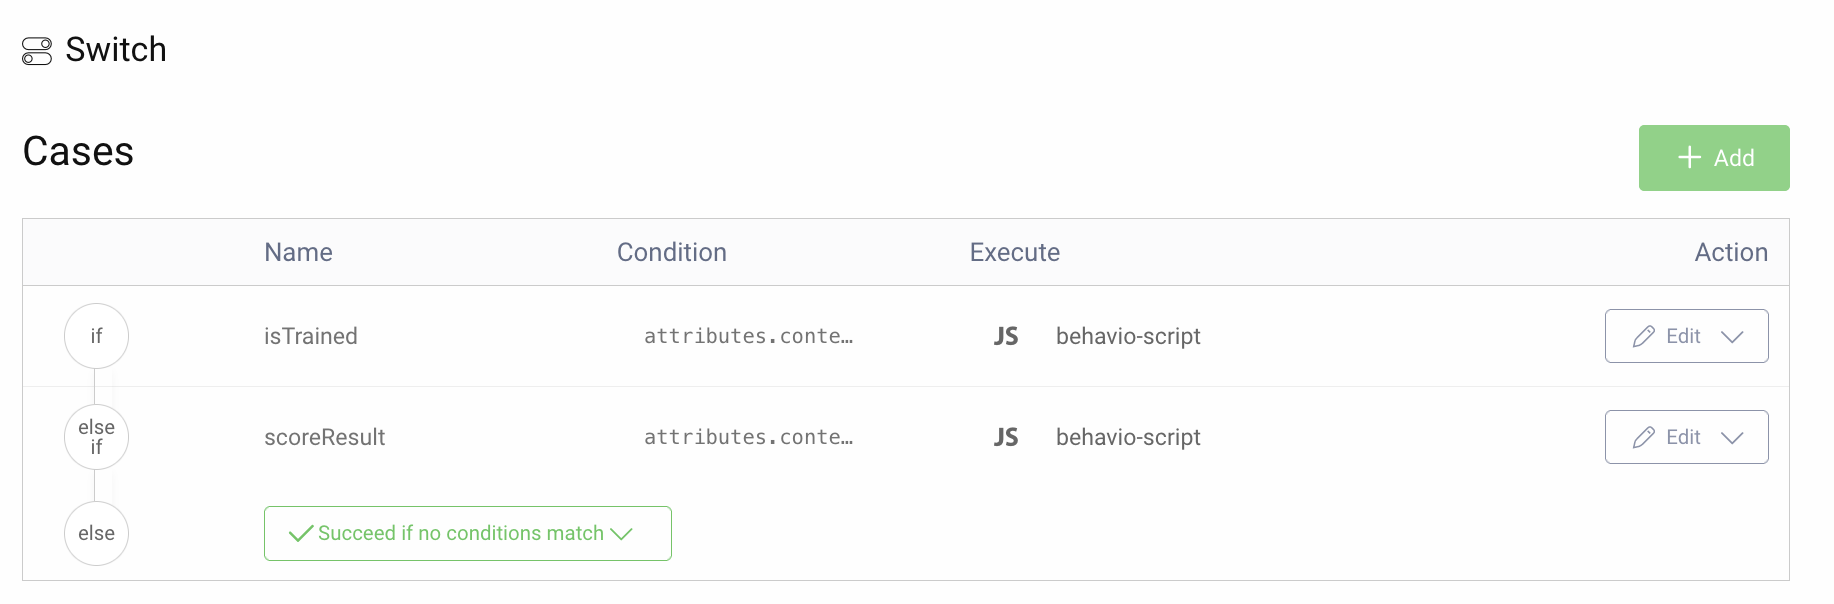 Switch
Cases
Add
Name Condition Execute Action
if isTrained attributes.conte… JS behavio-script Edit
else if scoreResult attributes.conte… JS behavio-script Edit
else Succeed if no conditions match